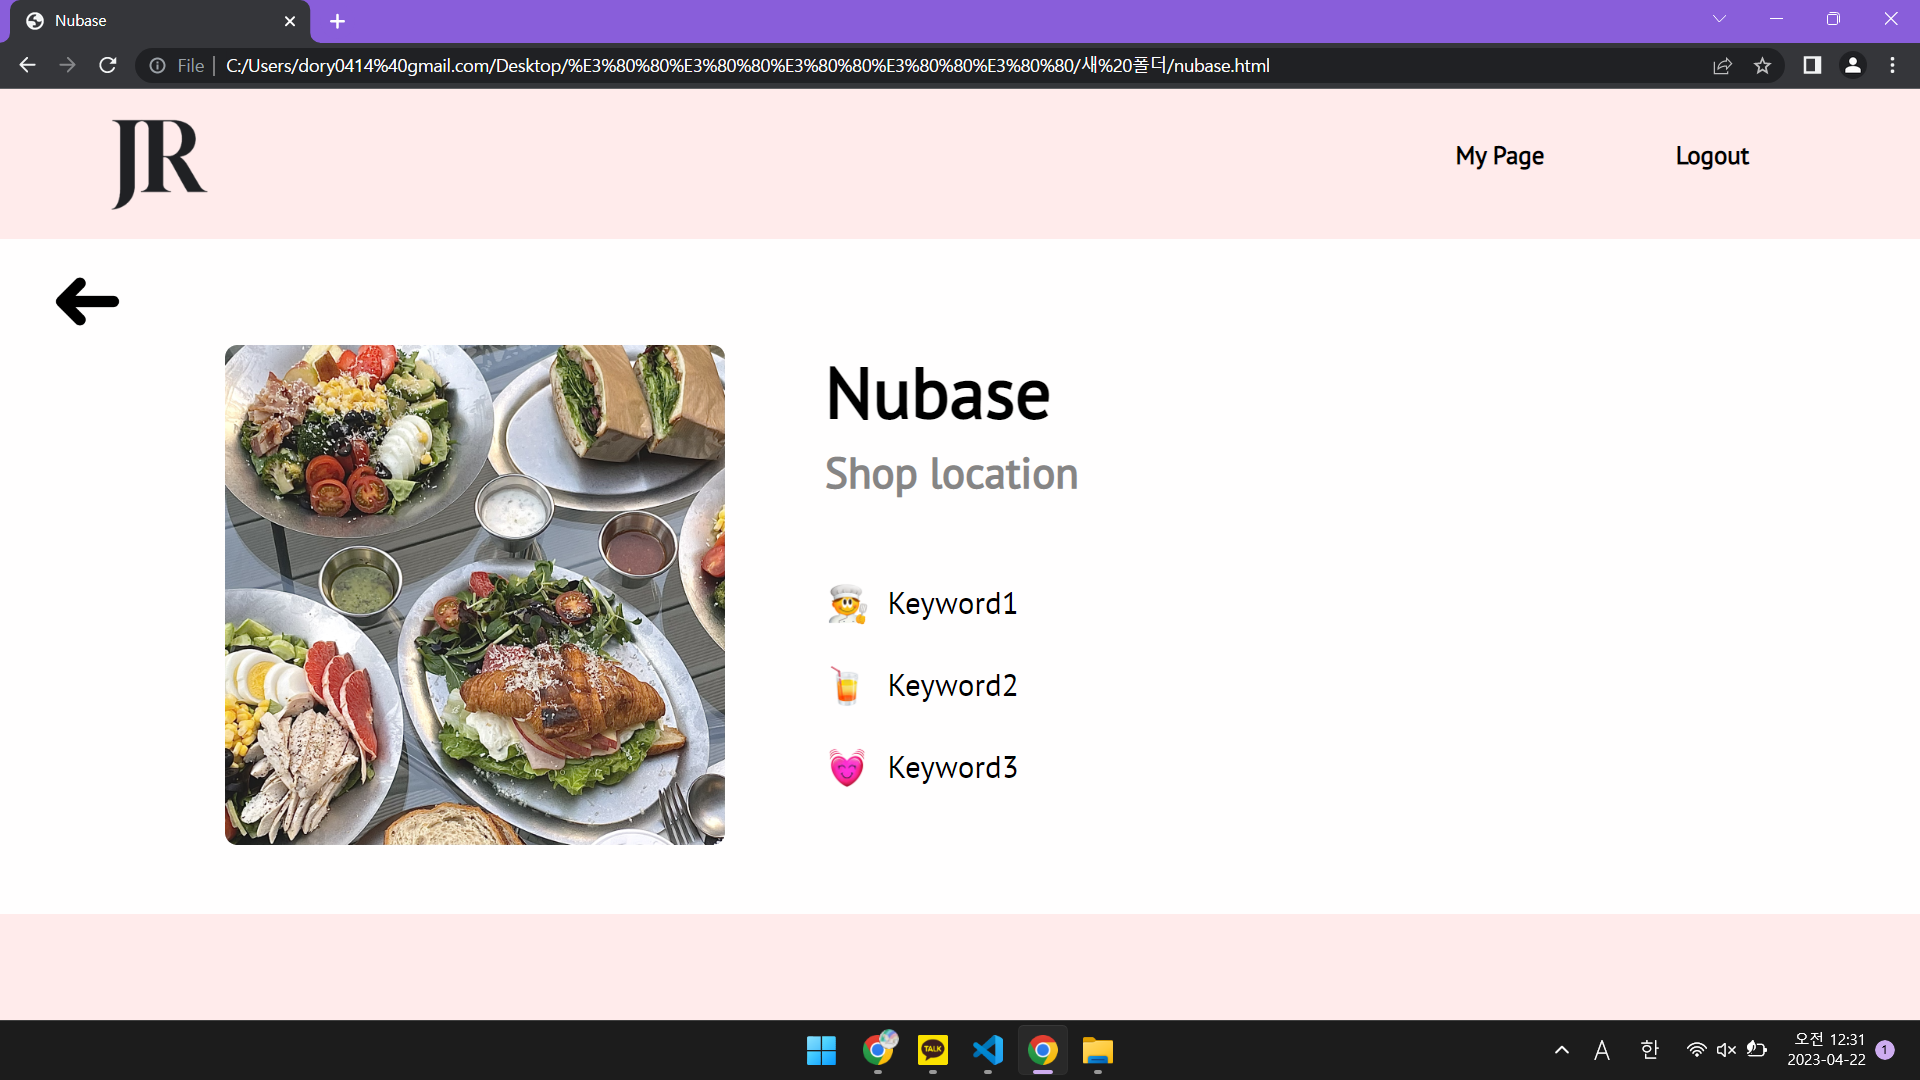 Nubase
File
C:/Users/dory0414%40gmail.com/Desktop/%E3%80%80%E3%80%80%E3%80%80%E3%80%80%E3%80%80/새%20폴더/nubase.html
JR
My Page
Logout
Nubase
Shop location
Keyword1
Keyword2
Keyword3
TALK
A
한
오전 12:31
2023-04-22
1